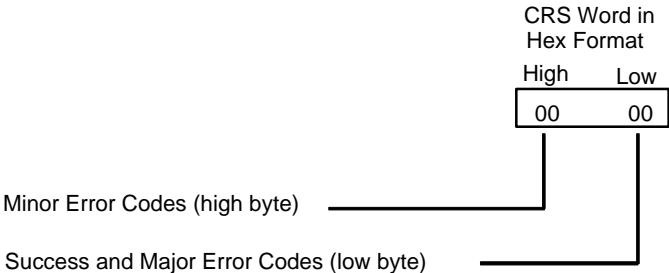 CRS Word in
Hex Format
High Low
00 00
Minor Error Codes (high byte)
Success and Major Error Codes (low byte)